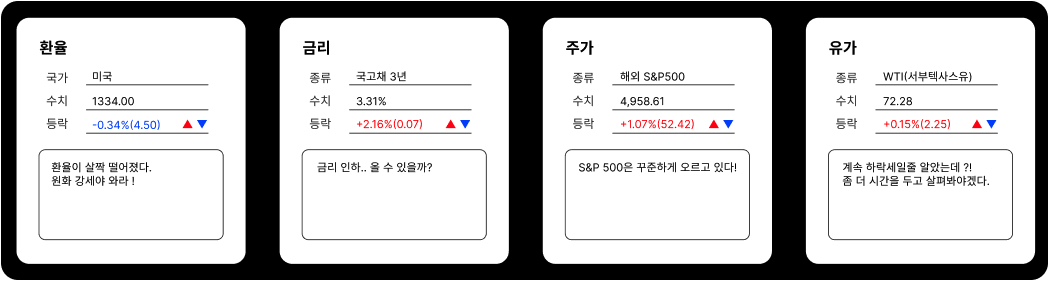 환율
국가 미국
수치 1334.00
등락 -0.34%(4.50) ▲▼
환율이 살짝 떨어졌다.
원화 강세야 와라 !
금리
종류 국고채 3년
수치 3.31%
등락 +2.16%(0.07) ▲▼
금리 인하.. 올 수 있을까?
주가
종류 해외 S&P500
수치 4,958.61
등락 +1.07%(52.42) ▲▼
S&P 500은 꾸준하게 오르고 있다!
유가
종류 WTI(서부텍사스유)
수치 72.28
등락 +0.15%(2.25) ▲▼
계속 하락세일줄 알았는데 ?!
좀 더 시간을 두고 살펴봐야겠다.